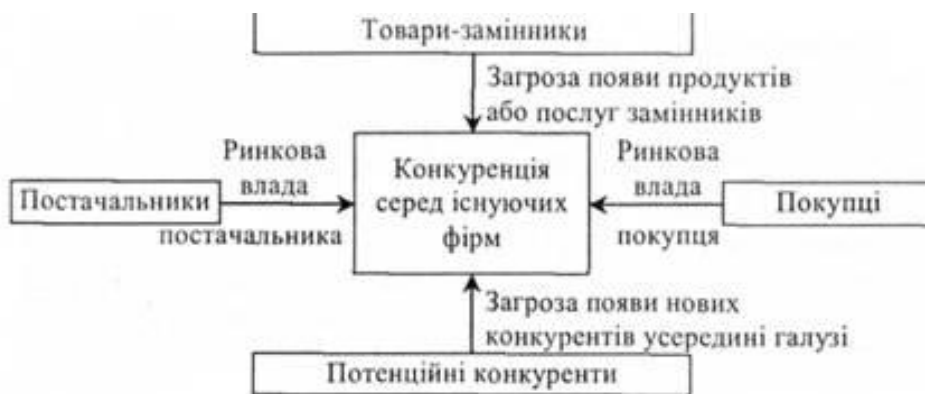 Товари-замінники
Загроза появи продуктів
або послуг замінників
Ринкова
влада
постачальника
Постачальники
Конкуренція
серед існуючих
фірм
Ринкова
влада
покупця
Покупці
Загроза появи нових
конкурентів усередині галузі
Потенційні конкуренти